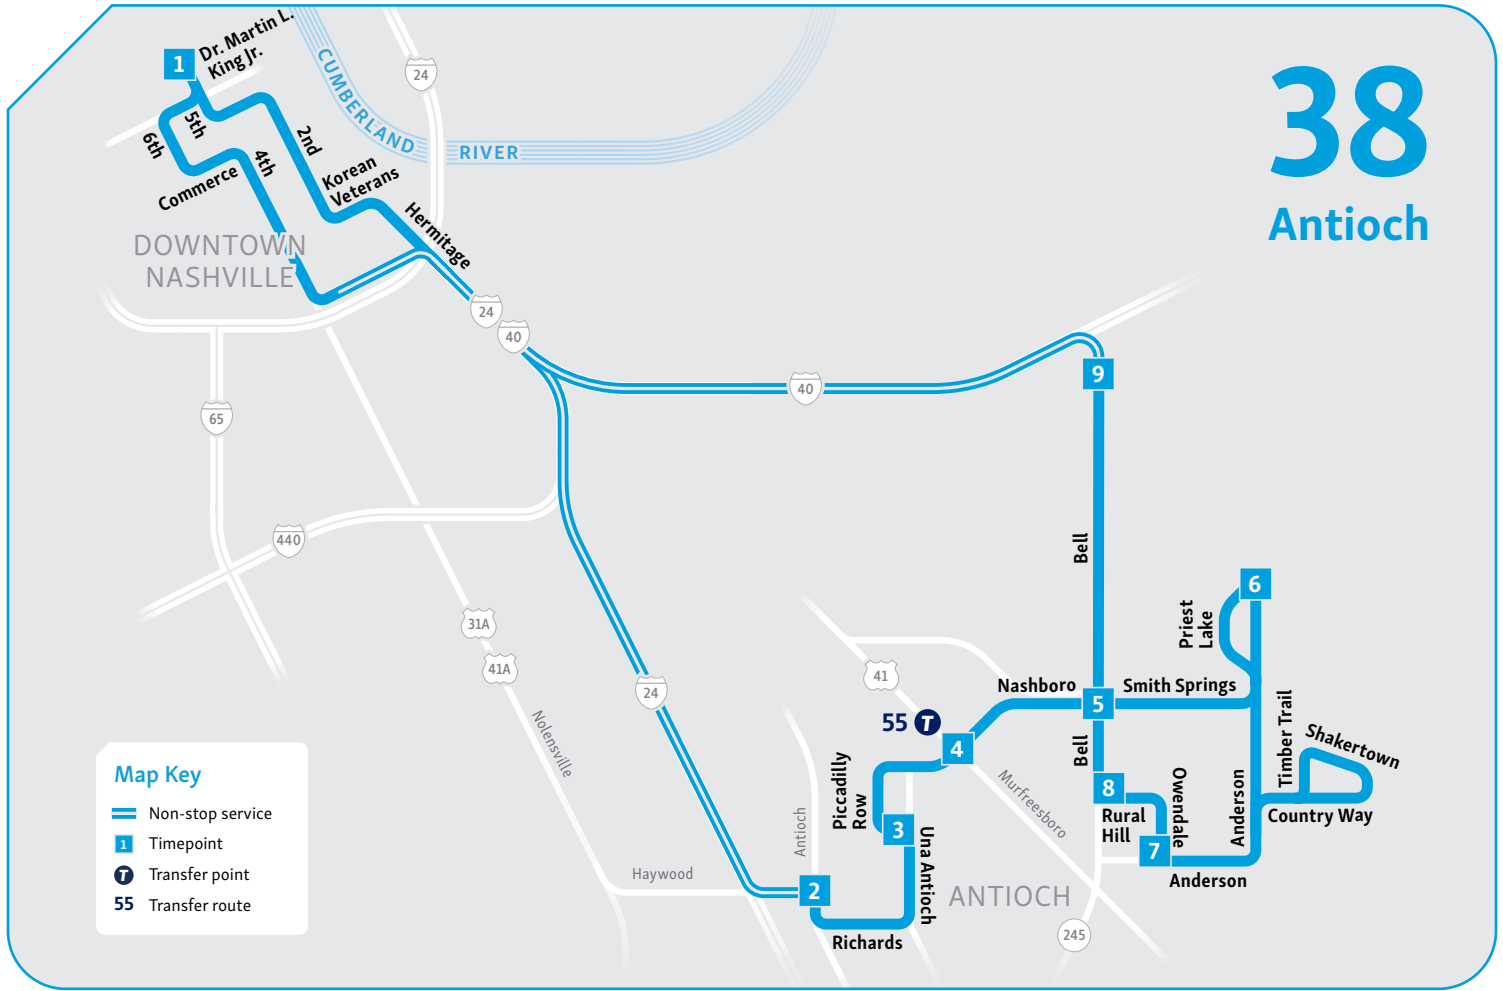 38
Antioch
1
Dr. Martin L.
King Jr.
5th
6th
4th
2nd
Commerce
Korean
Veterans
Hermitage
CUMBERLAND
RIVER
24
DOWNTOWN
NASHVILLE
24
40
40
65
440
31A
41A
24
41
Nolensville
Haywood
Antioch
Murfreesboro
9
Bell
6
Priest
Lake
Nashboro
5
Smith Springs
55 T
4
Bell
Piccadilly
Row
3
Una Antioch
2
Richards
8
Rural
Hill
Owendale
7
Anderson
Anderson
Timber Trail
Shakertown
Country Way
ANTIOCH
245
Map Key
Non-stop service
1 Timepoint
T Transfer point
55 Transfer route